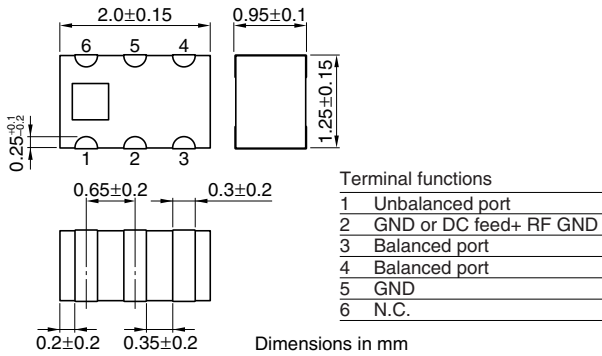 2.0±0.15
0.95±0.1
6 5 4
1.25±0.15
0.25+0.1 −0.2
1 2 3
0.65±0.2
0.3±0.2
0.2±0.2
0.35±0.2
Terminal functions
1 Unbalanced port
2 GND or DC feed+ RF GND
3 Balanced port
4 Balanced port
5 GND
6 N.C.
Dimensions in mm